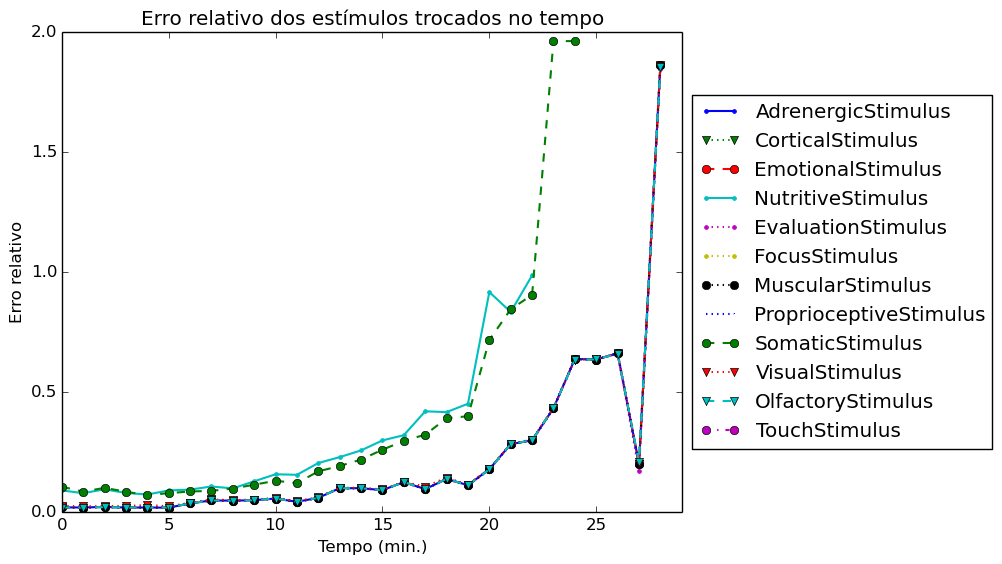 Erro relativo dos estímulos trocados no tempo
2.0
1.5
1.0
0.5
0.0
Erro relativo
0
5
10
15
20
25
Tempo (min.)
AdrenergicStimulus
CorticalStimulus
EmotionalStimulus
NutritiveStimulus
EvaluationStimulus
FocusStimulus
MuscularStimulus
ProprioceptiveStimulus
SomaticStimulus
VisualStimulus
OlfactoryStimulus
TouchStimulus